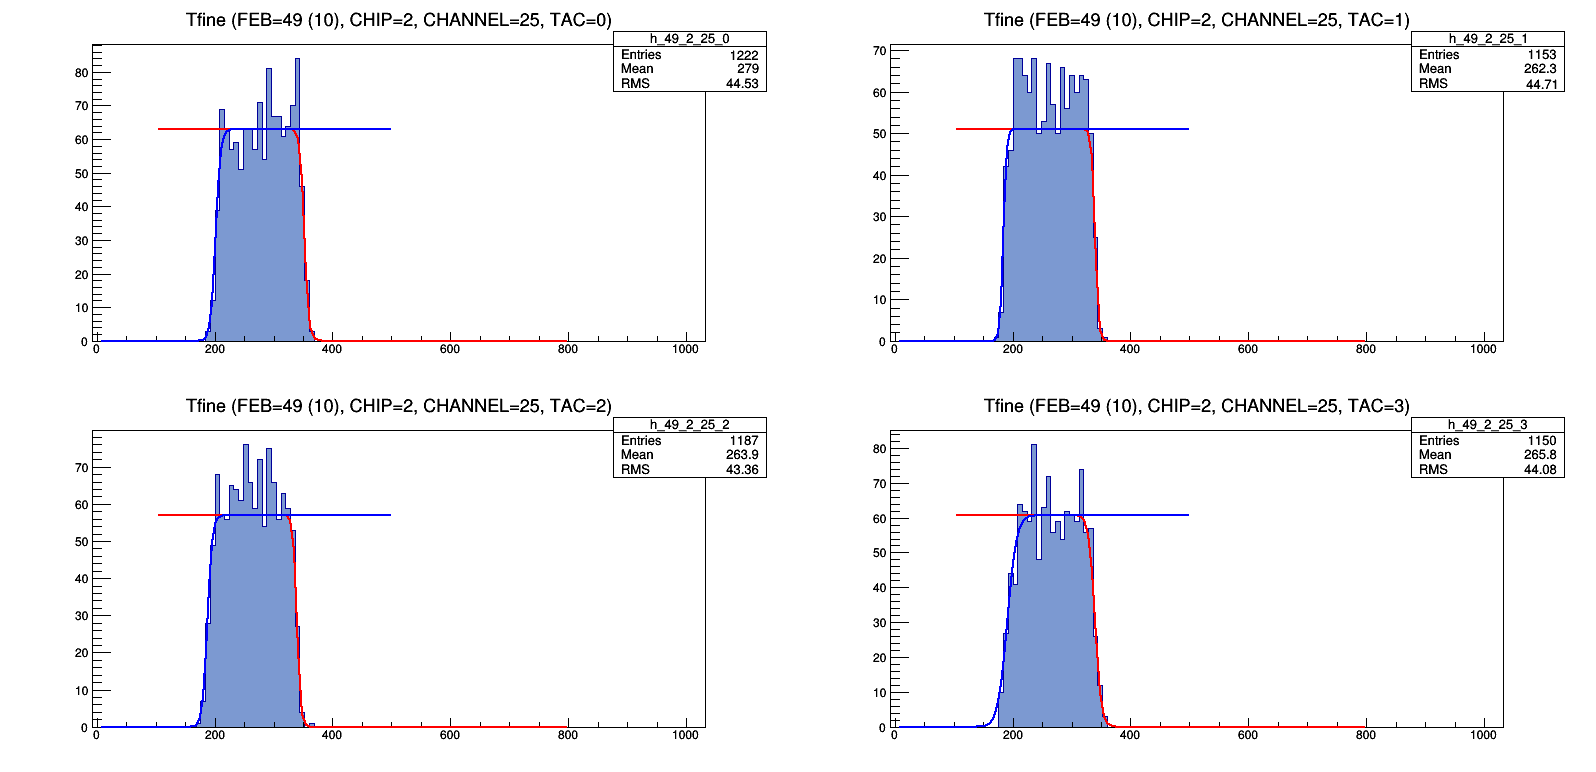 Tfine (FEB=49 (10), CHIP=2, CHANNEL=25, TAC=0)
h_49_2_25_0
Entries 1222
Mean 279
RMS 44.53
80
70
60
50
40
30
20
10
0
0 200 400 600 800 1000
Tfine (FEB=49 (10), CHIP=2, CHANNEL=25, TAC=1)
h_49_2_25_1
Entries 1153
Mean 262.3
RMS 44.71
70
60
50
40
30
20
10
0
0 200 400 600 800 1000
Tfine (FEB=49 (10), CHIP=2, CHANNEL=25, TAC=2)
h_49_2_25_2
Entries 1187
Mean 263.9
RMS 43.36
70
60
50
40
30
20
10
0
0 200 400 600 800 1000
Tfine (FEB=49 (10), CHIP=2, CHANNEL=25, TAC=3)
h_49_2_25_3
Entries 1150
Mean 265.8
RMS 44.08
80
70
60
50
40
30
20
10
0
0 200 400 600 800 1000